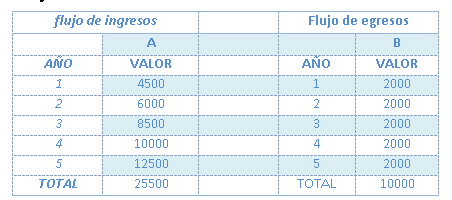 flujo de ingresos Flujo de egresos
A B
AÑO VALOR AÑO VALOR
1 4500 1 2000
2 6000 2 2000
3 8500 3 2000
4 10000 4 2000
5 12500 5 2000
TOTAL 25500 TOTAL 10000